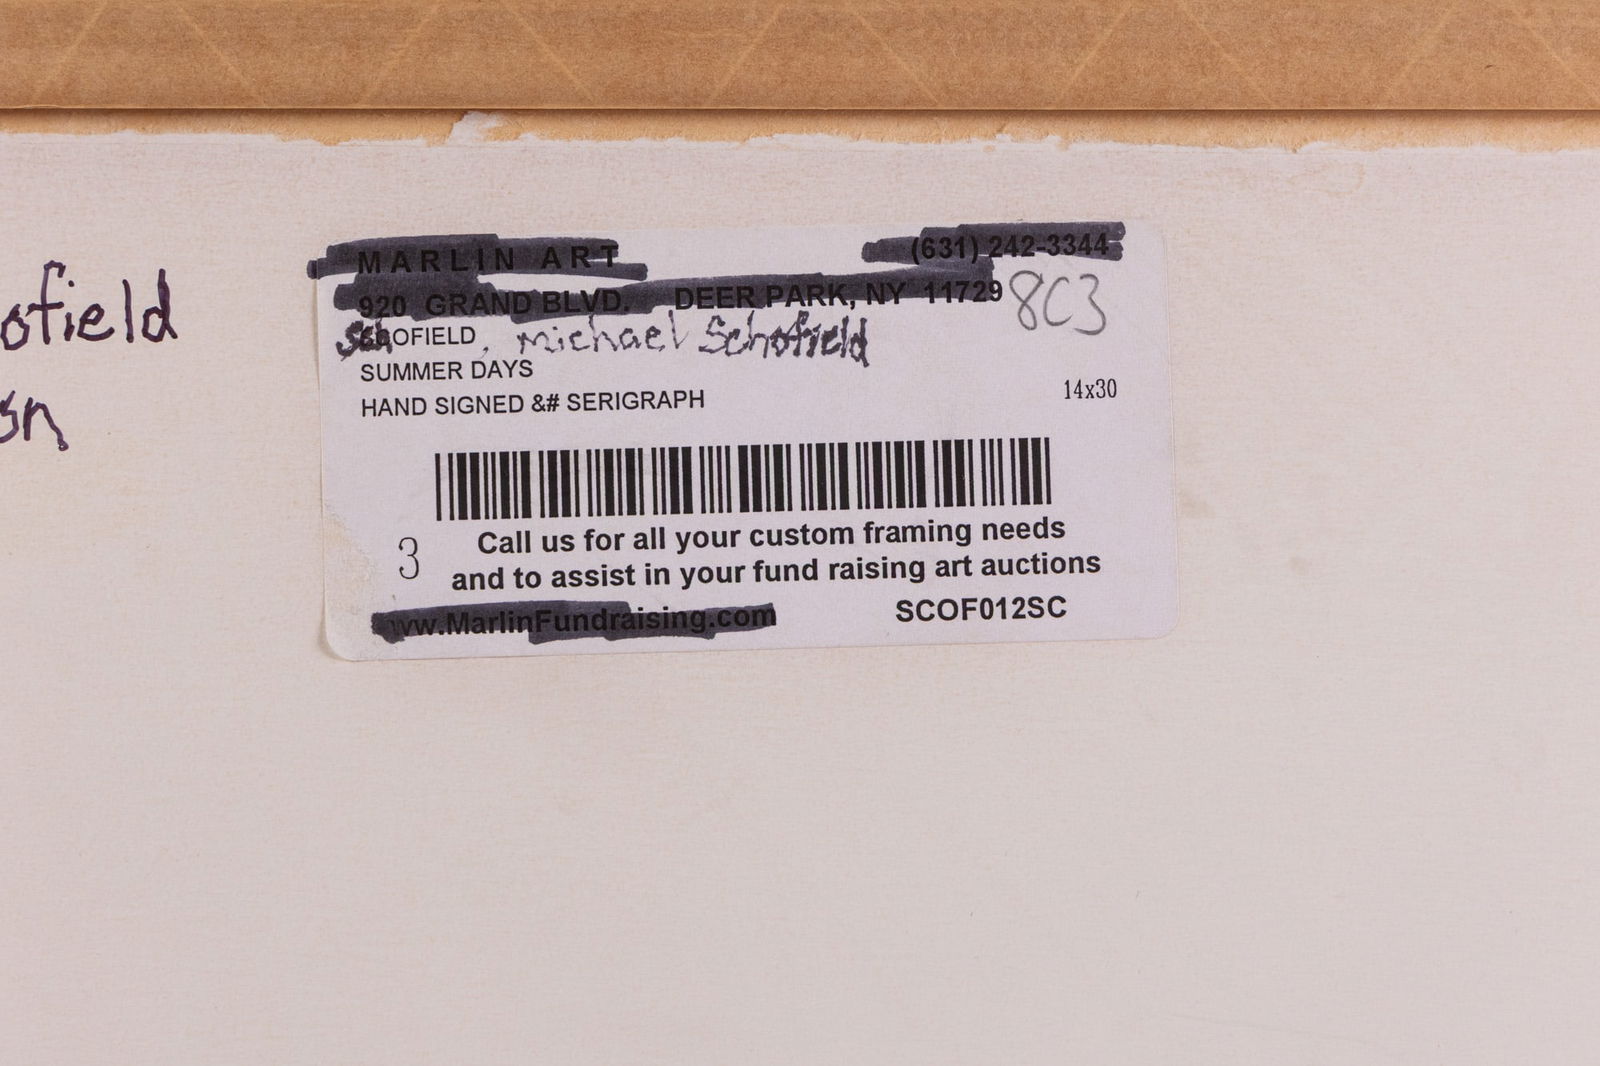 MARLIN ART (631) 242-3344
920 GRAND BLVD. DEER PARK, NY 11729
8C3
SchOFIELD, michael Schofield
SUMMER DAYS
HAND SIGNED &# SERIGRAPH 14x30
Call us for all your custom framing needs
3 and to assist in your fund raising art auctions
www.MarlinFundraising.com SCOF012SC
ofield
sn